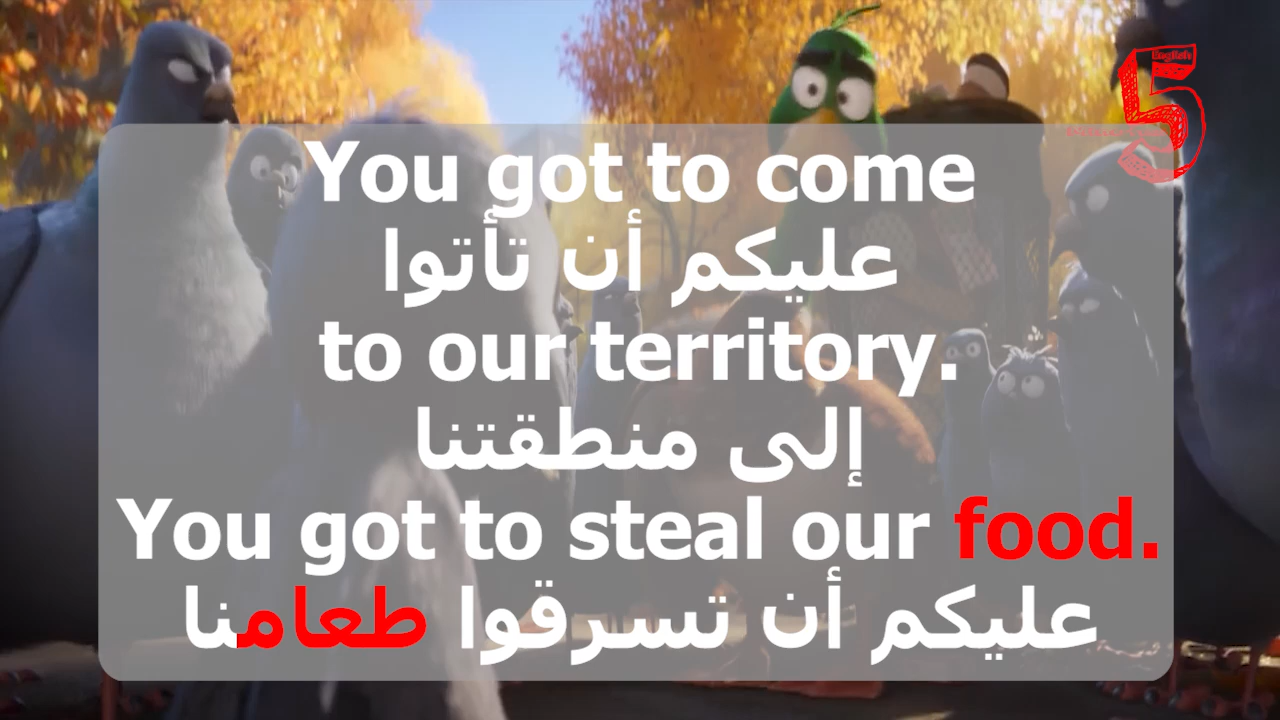 English
5
You got to come
عليكم أن تأتوا
to our territory.
إلى منطقتنا
You got to steal our food.
عليكم أن تسرقوا طعامنا